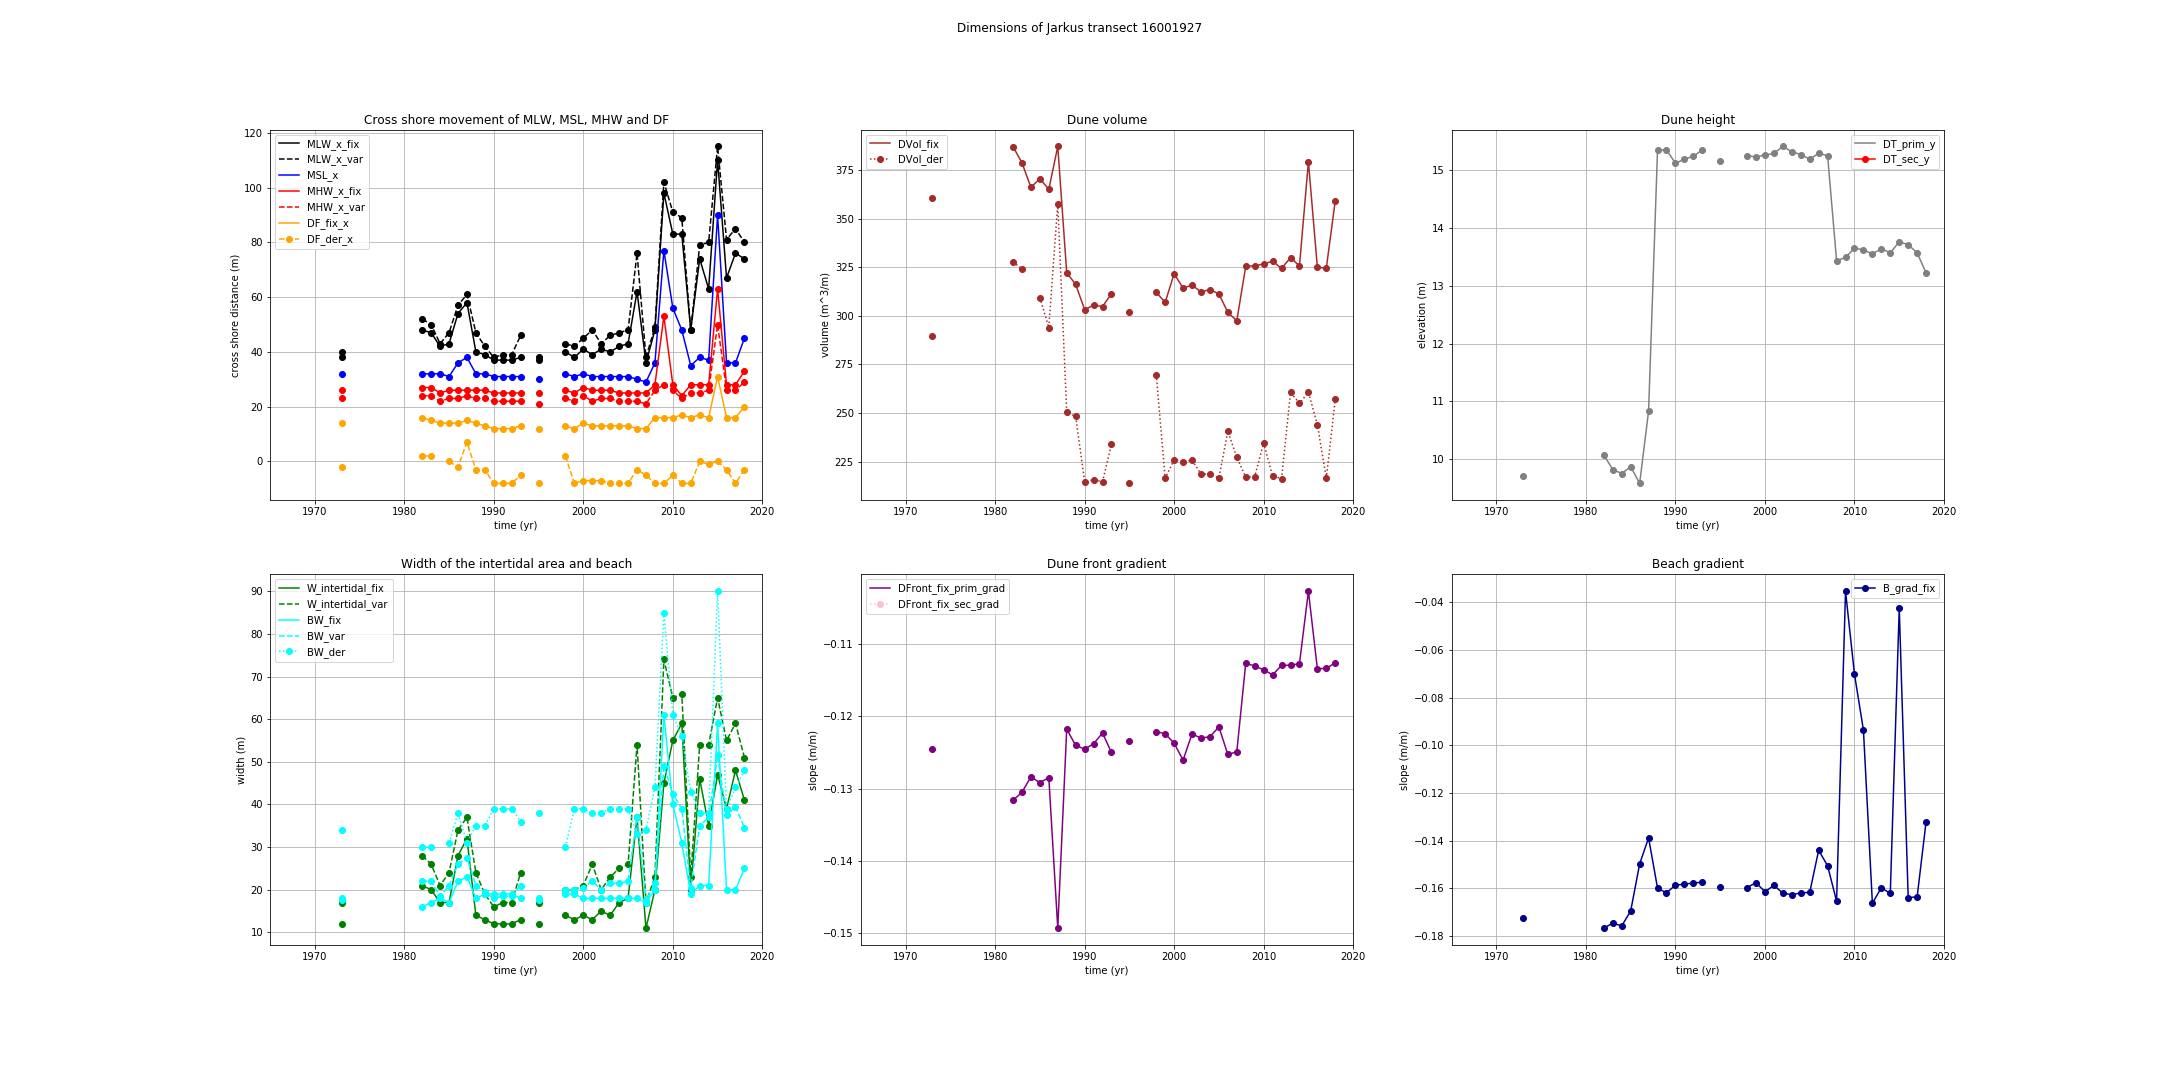 Dimensions of Jarkus transect 16001927
Cross shore movement of MLW, MSL, MHW and DF
120
100
80
60
40
20
0
cross shore distance (m)
MLW_x_fix
MLW_x_var
MSL_x
MHW_x_fix
MHW_x_var
DF_fix_x
DF_der_x
1970 1980 1990 2000 2010 2020
time (yr)
Dune volume
375
350
325
300
275
250
225
volume (m^3/m)
DVol_fix
DVol_der
1970 1980 1990 2000 2010 2020
time (yr)
Dune height
15
14
13
12
11
10
elevation (m)
DT_prim_y
DT_sec_y
1970 1980 1990 2000 2010 2020
time (yr)
Width of the intertidal area and beach
90
80
70
60
50
40
30
20
10
width (m)
W_intertidal_fix
W_intertidal_var
BW_fix
BW_var
BW_der
1970 1980 1990 2000 2010 2020
time (yr)
Dune front gradient
−0.11
−0.12
−0.13
−0.14
−0.15
slope (m/m)
DFront_fix_prim_grad
DFront_fix_sec_grad
1970 1980 1990 2000 2010 2020
time (yr)
Beach gradient
−0.04
−0.06
−0.08
−0.10
−0.12
−0.14
−0.16
−0.18
slope (m/m)
B_grad_fix
1970 1980 1990 2000 2010 2020
time (yr)